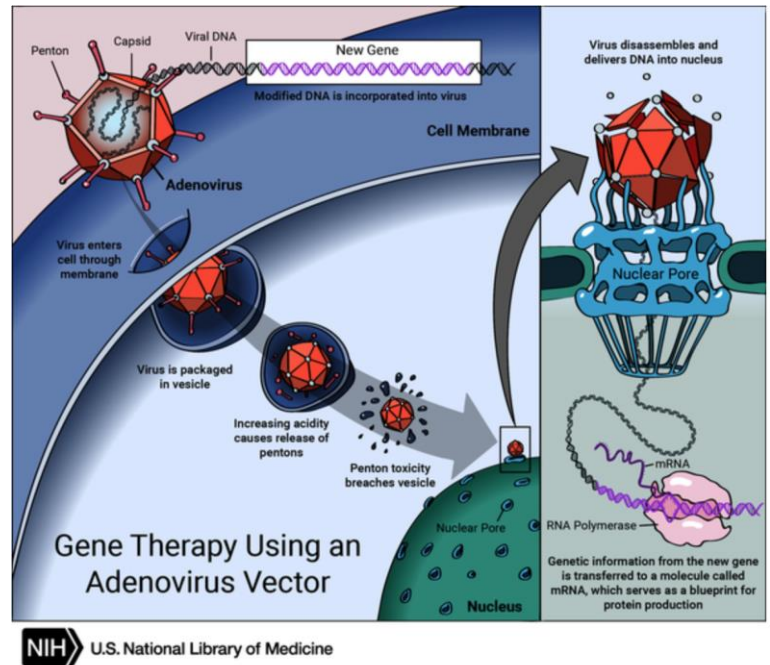 Penton
Capsid
Viral DNA
New Gene
Modified DNA is incorporated into virus
Cell Membrane
Adenovirus
Virus enters
cell through
membrane
Virus is packaged
in vesicle
Increasing acidity
causes release of
pentons
Penton toxicity
breaches vesicle
Nuclear Pore
Nucleus
Gene Therapy Using an
Adenovirus Vector
Virus disassembles and
delivers DNA into nucleus
Nuclear Pore
mRNA
RNA Polymerase
Genetic information from the new gene
is transferred to a molecule called
mRNA, which serves as a blueprint for
protein production
NIH U.S. National Library of Medicine